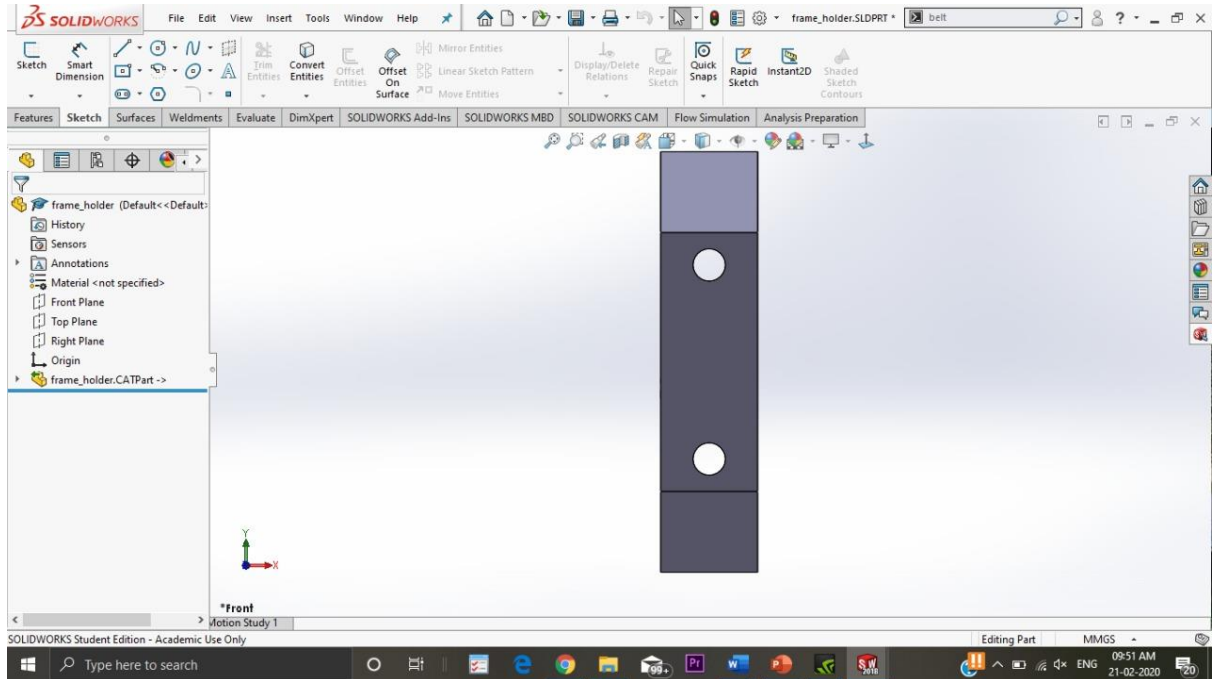 SOLIDWORKS File Edit View Insert Tools Window Help frame_holder.SLDPRT * belt ?
Sketch Smart Dimension Trim Entities Convert Entities Offset Entities Offset On Surface Mirror Entities Linear Sketch Pattern Move Entities Display/Delete Relations Repair Sketch Quick Snaps Rapid Sketch Instant2D Shaded Sketch Contours
Features Sketch Surfaces Weldments Evaluate DimXpert SOLIDWORKS Add-Ins SOLIDWORKS MBD SOLIDWORKS CAM Flow Simulation Analysis Preparation
frame_holder (Default<<Default>
History
Sensors
Annotations
Material <not specified>
Front Plane
Top Plane
Right Plane
Origin
frame_holder.CATPart ->
Y
X
*Front
Motion Study 1
SOLIDWORKS Student Edition - Academic Use Only Editing Part MMGS
Type here to search 99+ Pr W P SW 2018 ENG 09:51 AM 20
21-02-2020